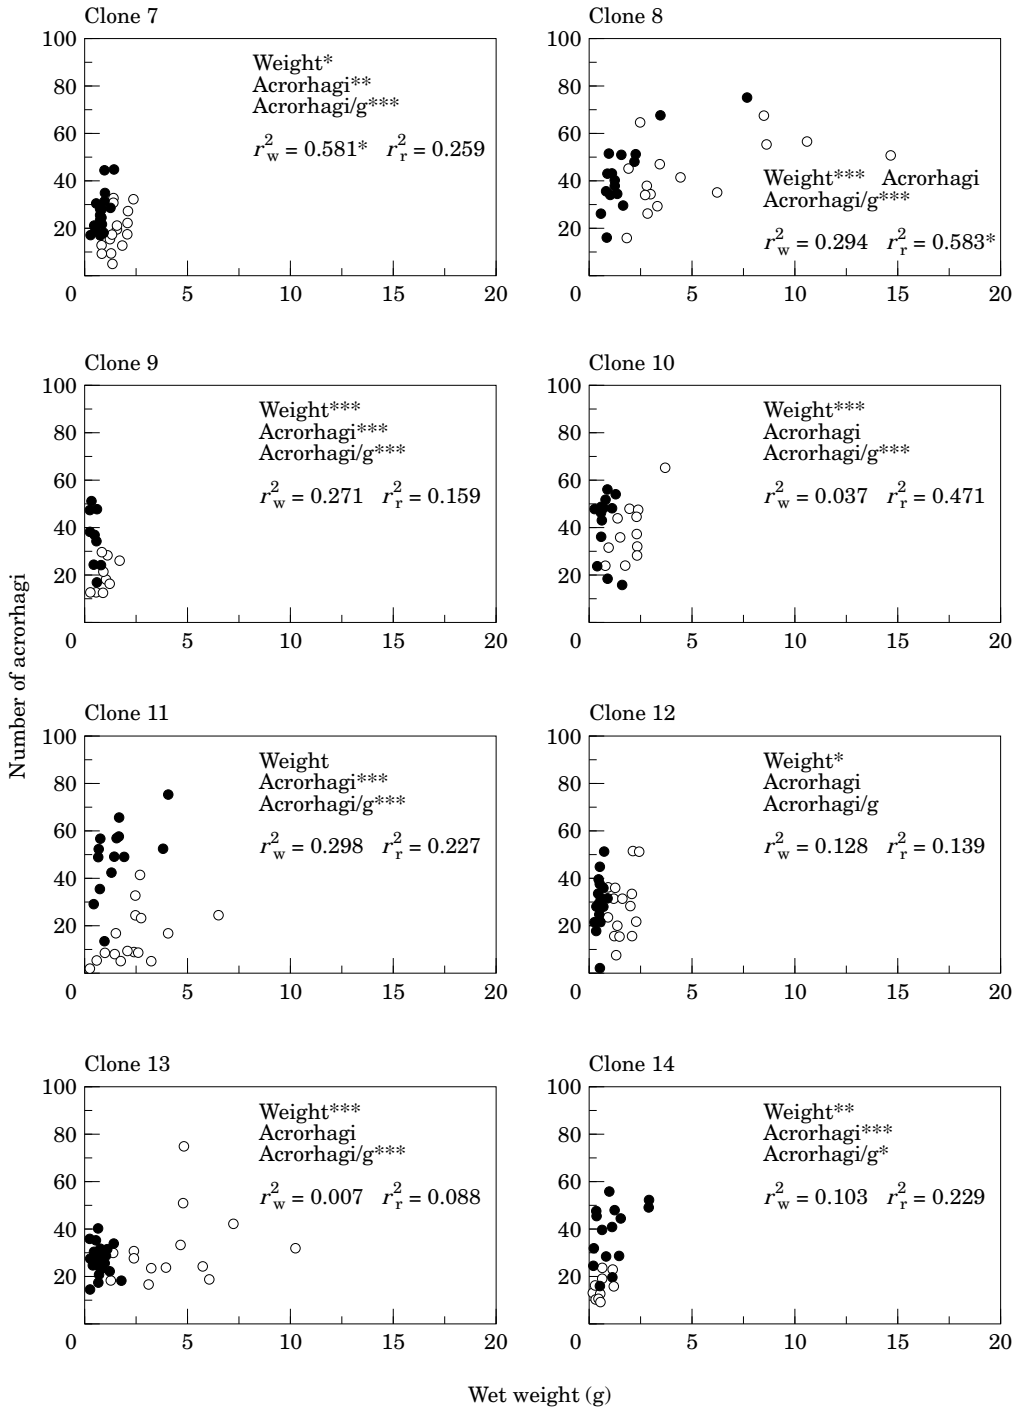 Clone 7
100
80
60
40
20
0 5 10 15 20
Weight*
Acrorhagi**
Acrorhagi/g***
r²w = 0.581* r²r = 0.259
Clone 8
100
80
60
40
20
0 5 10 15 20
Weight*** Acrorhagi
Acrorhagi/g***
r²w = 0.294 r²r = 0.583*
Clone 9
100
80
60
40
20
0 5 10 15 20
Weight***
Acrorhagi***
Acrorhagi/g***
r²w = 0.271 r²r = 0.159
Clone 10
100
80
60
40
20
0 5 10 15 20
Weight***
Acrorhagi
Acrorhagi/g***
r²w = 0.037 r²r = 0.471
Number of acrorhagi
Clone 11
100
80
60
40
20
0 5 10 15 20
Weight
Acrorhagi***
Acrorhagi/g***
r²w = 0.298 r²r = 0.227
Clone 12
100
80
60
40
20
0 5 10 15 20
Weight*
Acrorhagi
Acrorhagi/g
r²w = 0.128 r²r = 0.139
Clone 13
100
80
60
40
20
0 5 10 15 20
Weight***
Acrorhagi
Acrorhagi/g***
r²w = 0.007 r²r = 0.088
Clone 14
100
80
60
40
20
0 5 10 15 20
Weight**
Acrorhagi***
Acrorhagi/g*
r²w = 0.103 r²r = 0.229
Wet weight (g)